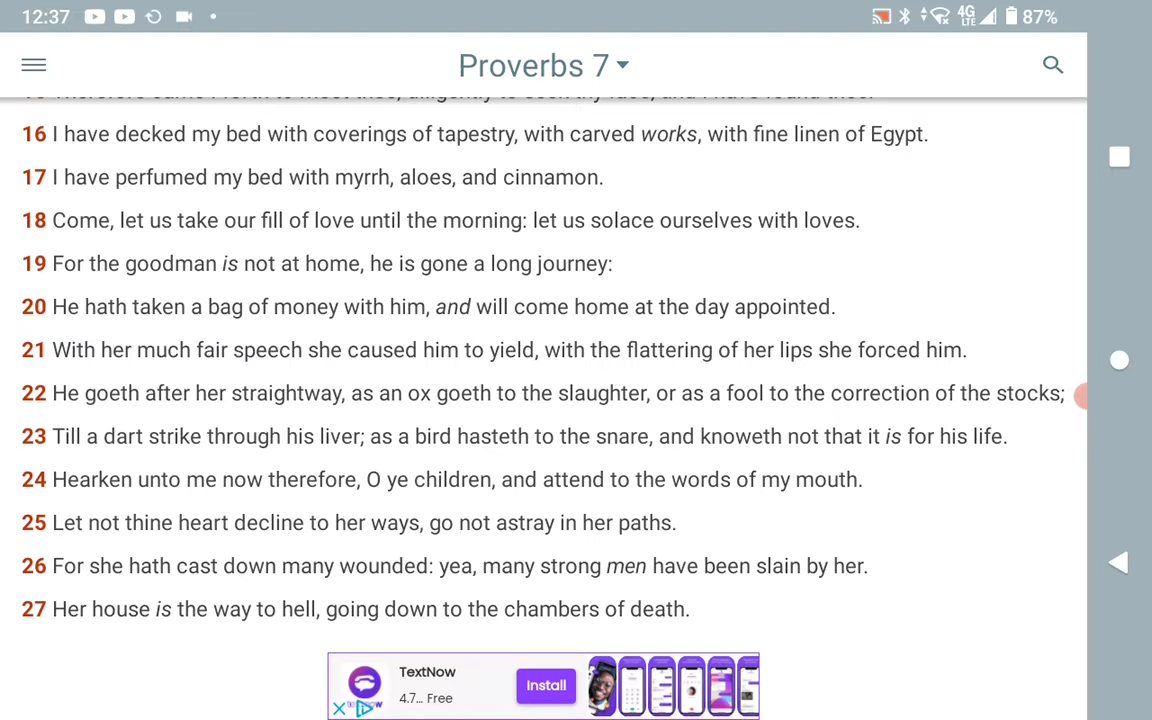 12:37
4G
LTE
87%
Proverbs 7
16 I have decked my bed with coverings of tapestry, with carved works, with fine linen of Egypt.
17 I have perfumed my bed with myrrh, aloes, and cinnamon.
18 Come, let us take our fill of love until the morning: let us solace ourselves with loves.
19 For the goodman is not at home, he is gone a long journey:
20 He hath taken a bag of money with him, and will come home at the day appointed.
21 With her much fair speech she caused him to yield, with the flattering of her lips she forced him.
22 He goeth after her straightway, as an ox goeth to the slaughter, or as a fool to the correction of the stocks;
23 Till a dart strike through his liver; as a bird hasteth to the snare, and knoweth not that it is for his life.
24 Hearken unto me now therefore, O ye children, and attend to the words of my mouth.
25 Let not thine heart decline to her ways, go not astray in her paths.
26 For she hath cast down many wounded: yea, many strong men have been slain by her.
27 Her house is the way to hell, going down to the chambers of death.
TextNow
4.7... Free
Install